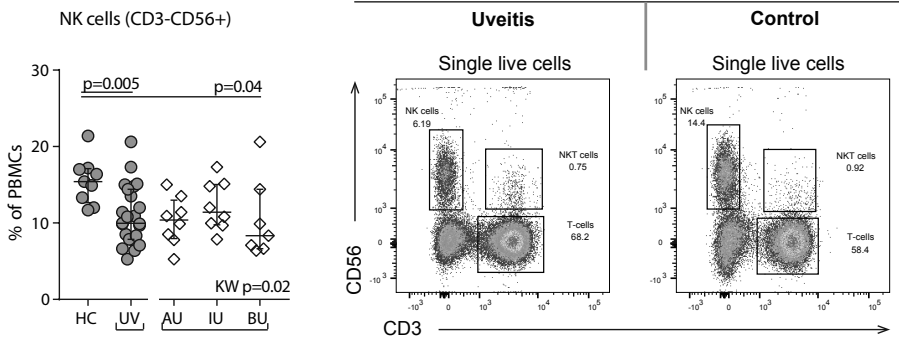 NK cells (CD3-CD56+)
% of PBMCs
30
20
10
0
p=0.005
p=0.04
KW p=0.02
HC
UV
AU
IU
BU
Uveitis
Control
Single live cells
Single live cells
CD56
10⁵
10⁴
10³
0
-10³
NK cells
6.19
NKT cells
0.75
T-cells
68.2
-10³
0
10³
10⁴
10⁵
10⁵
10⁴
10³
0
-10³
NK cells
14.4
NKT cells
0.92
T-cells
58.4
-10³
0
10³
10⁴
10⁵
CD3